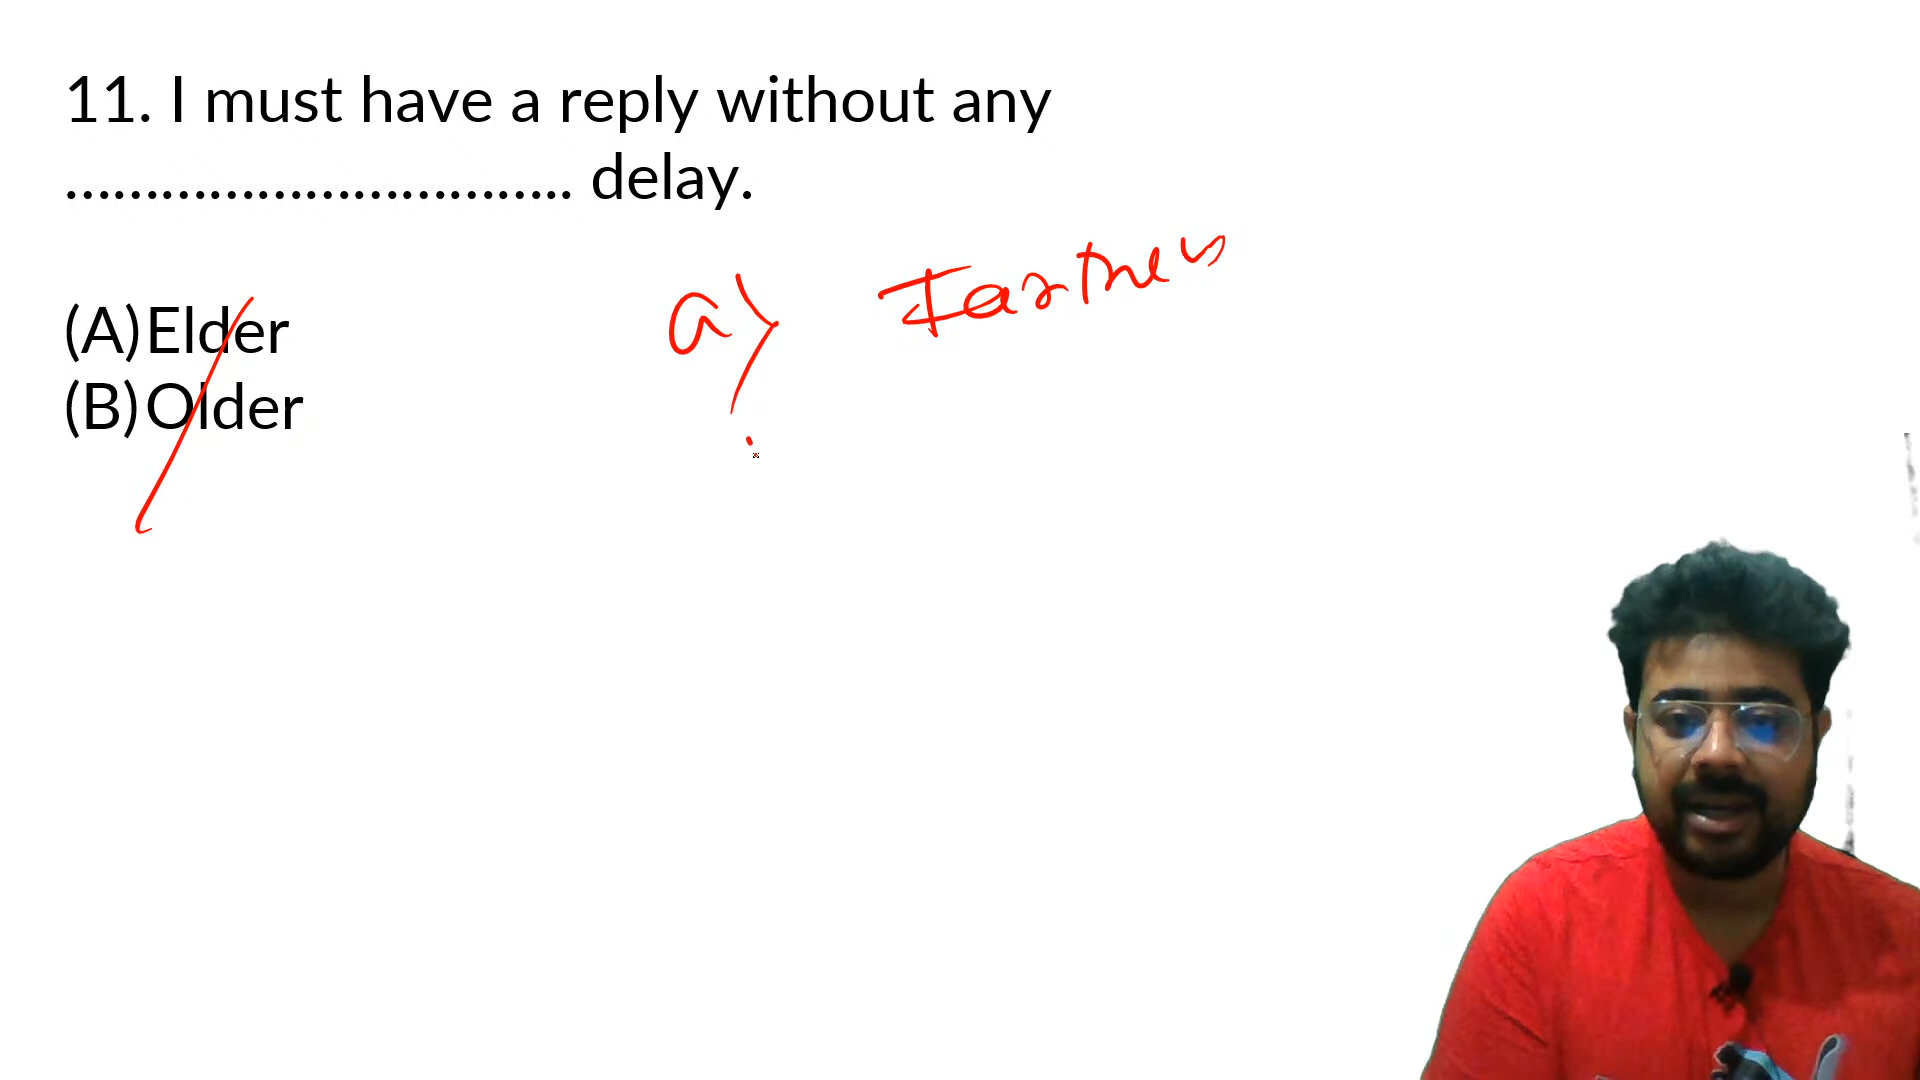 11. I must have a reply without any
................................ delay.
(A) Elder
(B) Older
a) Farther